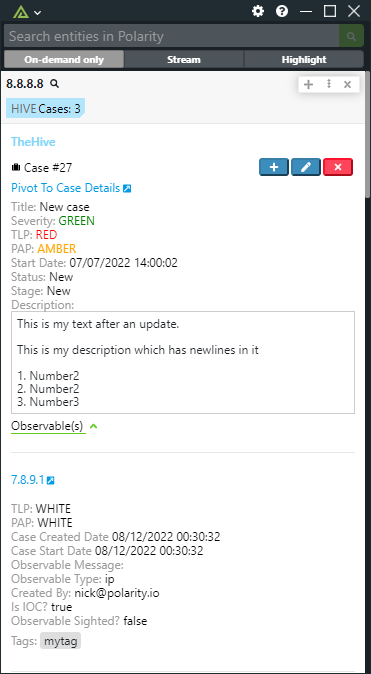 Search entities in Polarity
On-demand only Stream Highlight
8.8.8.8
HIVE Cases: 3
TheHive
Case #27
Pivot To Case Details
Title: New case
Severity: GREEN
TLP: RED
PAP: AMBER
Start Date: 07/07/2022 14:00:02
Status: New
Stage: New
Description:
This is my text after an update.
This is my description which has newlines in it
1. Number2
2. Number2
3. Number3
Observable(s)
7.8.9.1
TLP: WHITE
PAP: WHITE
Case Created Date 08/12/2022 00:30:32
Case Start Date 08/12/2022 00:30:32
Observable Message:
Observable Type: ip
Created By: nick@polarity.io
Is IOC? true
Observable Sighted? false
Tags: mytag